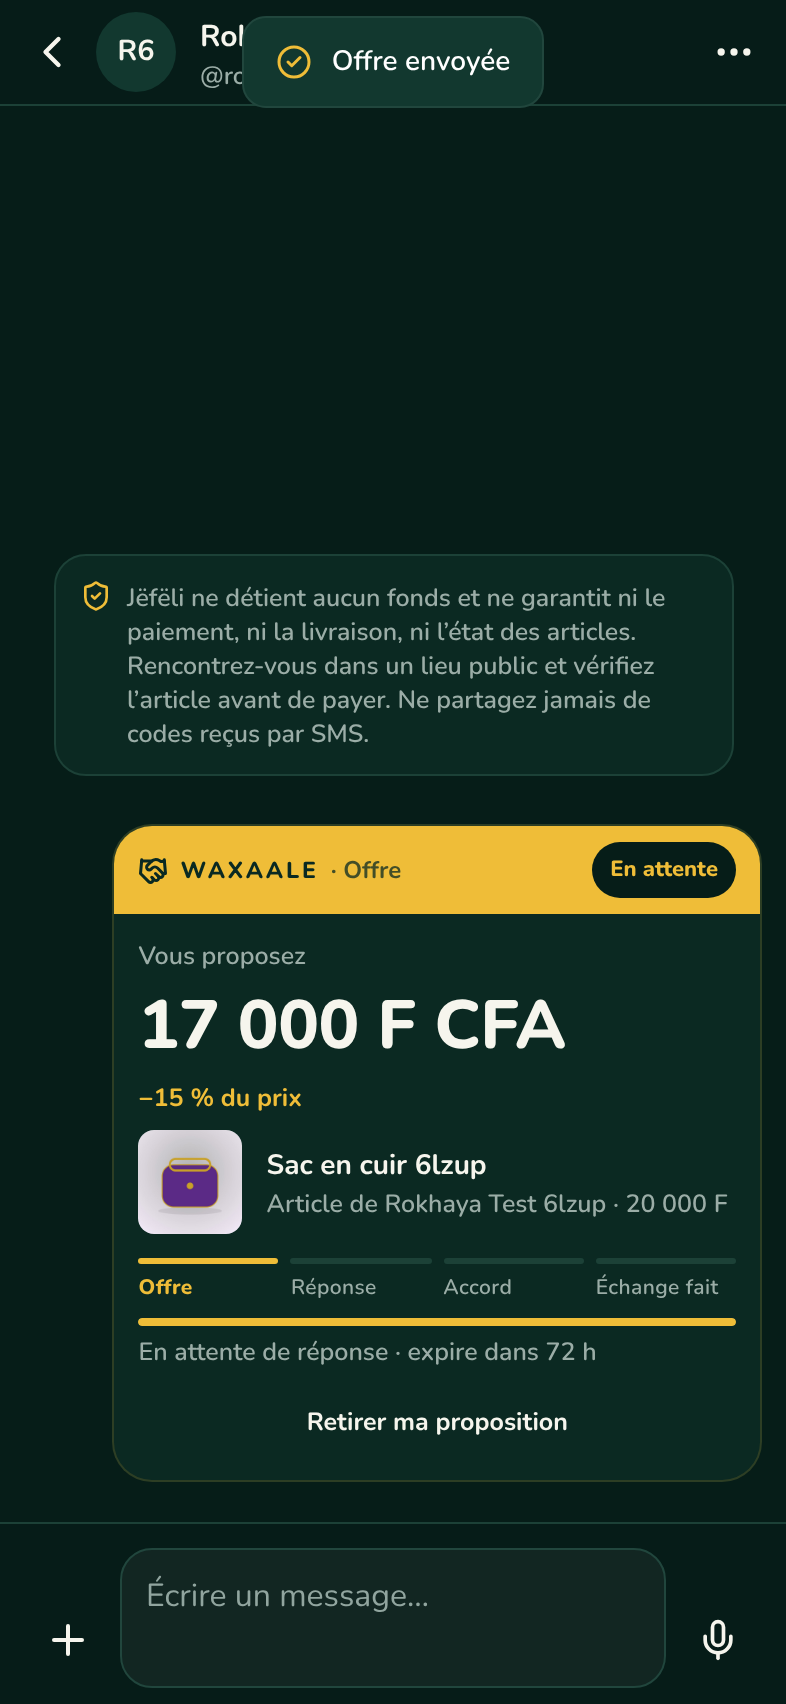 R6
Offre envoyée
Jëfëli ne détient aucun fonds et ne garantit ni le
paiement, ni la livraison, ni l’état des articles.
Rencontrez-vous dans un lieu public et vérifiez
l’article avant de payer. Ne partagez jamais de
codes reçus par SMS.
WAXAALE · Offre
En attente
Vous proposez
17 000 F CFA
−15 % du prix
Sac en cuir 6lzup
Article de Rokhaya Test 6lzup · 20 000 F
Offre
Réponse
Accord
Échange fait
En attente de réponse · expire dans 72 h
Retirer ma proposition
Écrire un message...